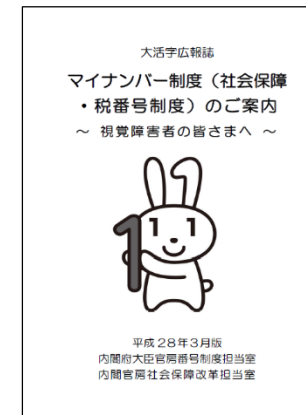 大活字広報誌
マイナンバー制度（社会保障
・税番号制度）のご案内
～ 視覚障害者の皆さまへ ～
1
平成２８年３月版
内閣府大臣官房番号制度担当室
内閣官房社会保障改革担当室